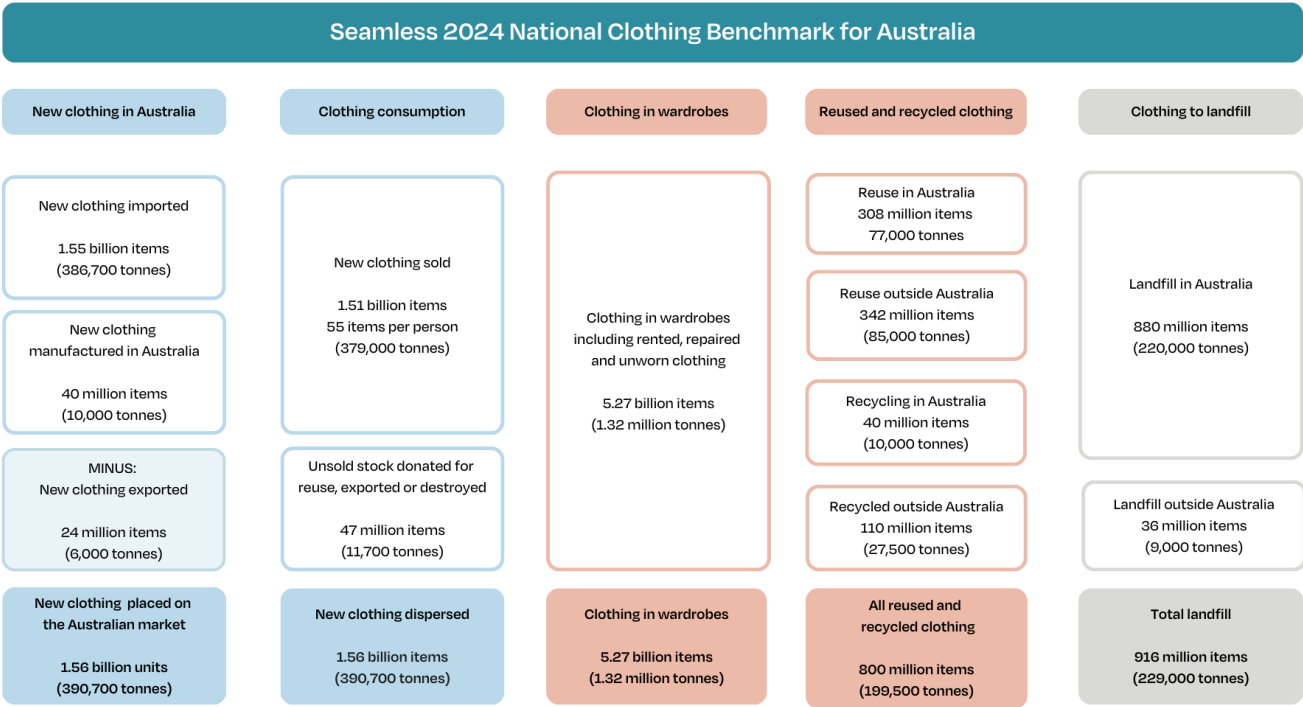 Seamless 2024 National Clothing Benchmark for Australia
New clothing in Australia
Clothing consumption
Clothing in wardrobes
Reused and recycled clothing
Clothing to landfill
New clothing imported
1.55 billion items
(386,700 tonnes)
New clothing
manufactured in Australia
40 million items
(10,000 tonnes)
MINUS:
New clothing exported
24 million items
(6,000 tonnes)
New clothing placed on
the Australian market
1.56 billion units
(390,700 tonnes)
New clothing sold
1.51 billion items
55 items per person
(379,000 tonnes)
Unsold stock donated for
reuse, exported or destroyed
47 million items
(11,700 tonnes)
New clothing dispersed
1.56 billion items
(390,700 tonnes)
Clothing in wardrobes
including rented, repaired
and unworn clothing
5.27 billion items
(1.32 million tonnes)
Clothing in wardrobes
5.27 billion items
(1.32 million tonnes)
Reuse in Australia
308 million items
77,000 tonnes
Reuse outside Australia
342 million items
(85,000 tonnes)
Recycling in Australia
40 million items
(10,000 tonnes)
Recycled outside Australia
110 million items
(27,500 tonnes)
All reused and
recycled clothing
800 million items
(199,500 tonnes)
Landfill in Australia
880 million items
(220,000 tonnes)
Landfill outside Australia
36 million items
(9,000 tonnes)
Total landfill
916 million items
(229,000 tonnes)